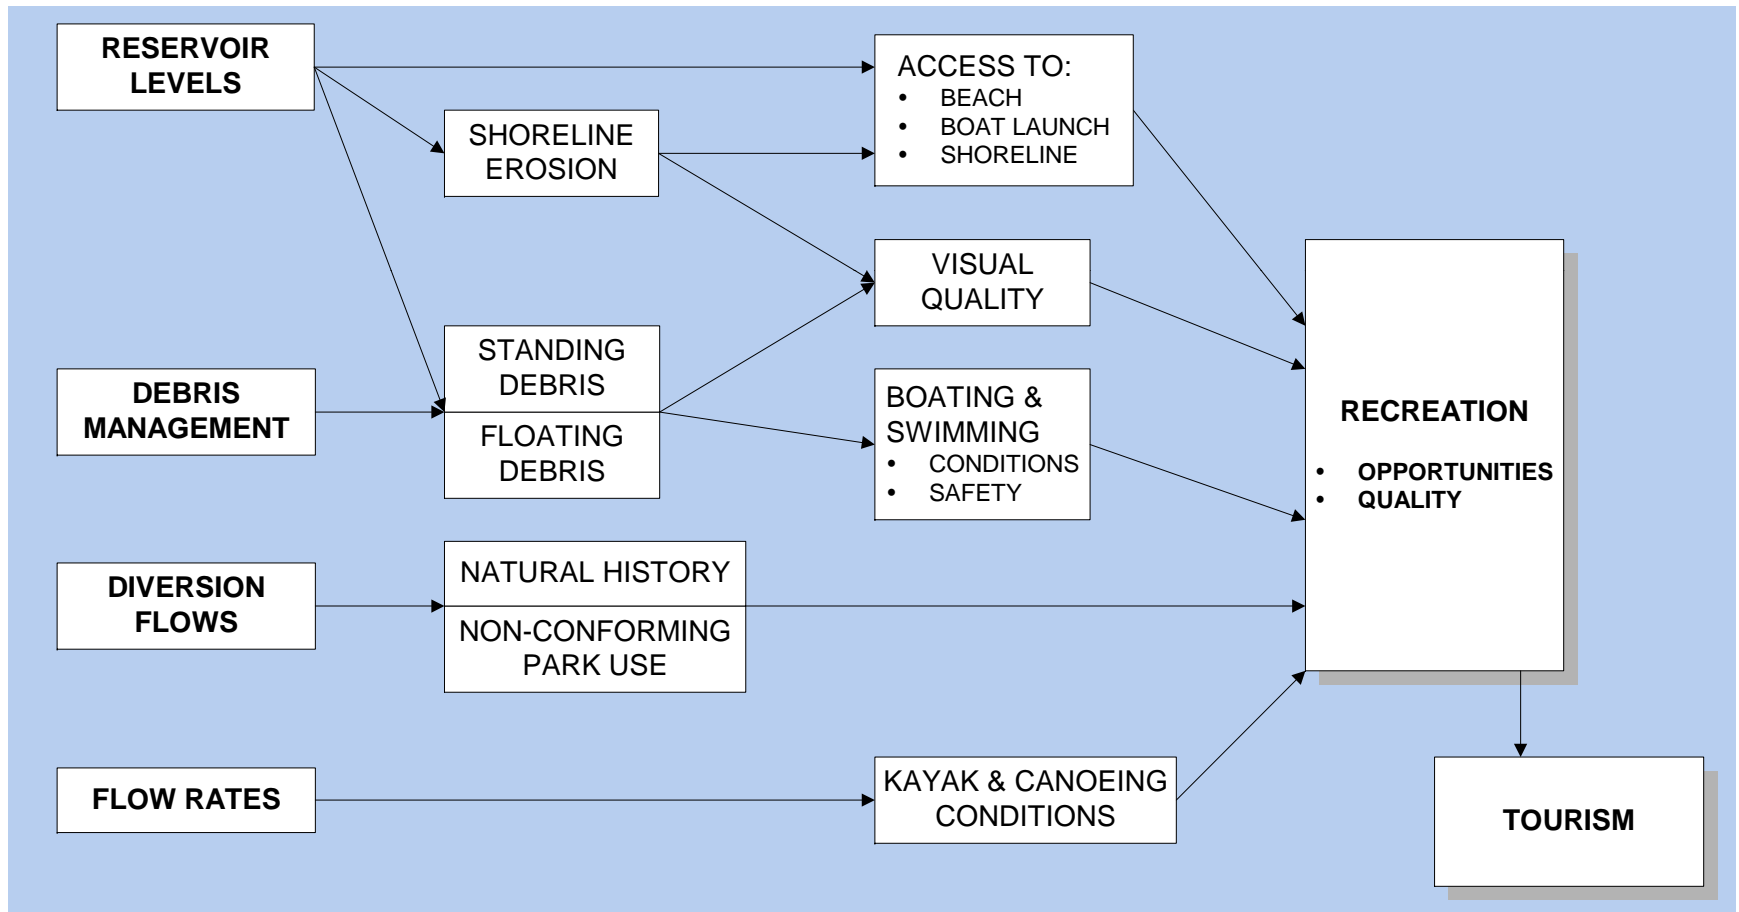 RESERVOIR
LEVELS
ACCESS TO:
• BEACH
• BOAT LAUNCH
• SHORELINE
SHORELINE
EROSION
VISUAL
QUALITY
STANDING
DEBRIS
FLOATING
DEBRIS
DEBRIS
MANAGEMENT
BOATING &
SWIMMING
• CONDITIONS
• SAFETY
RECREATION
• OPPORTUNITIES
• QUALITY
DIVERSION
FLOWS
NATURAL HISTORY
NON-CONFORMING
PARK USE
FLOW RATES
KAYAK & CANOEING
CONDITIONS
TOURISM